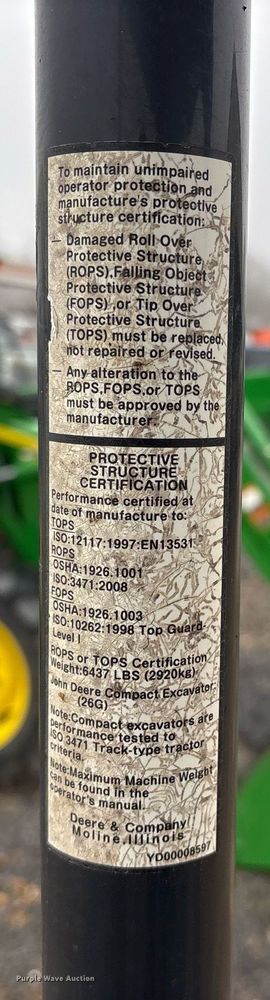 To maintain unimpaired
operator protection and
manufacture's protective
structure certification:
— Damaged Roll Over
Protective Structure
(ROPS),Falling Object
Protective Structure
(FOPS) ,or Tip Over
Protective Structure
(TOPS) must be replaced,
not repaired or revised.
— Any alteration to the
ROPS,FOPS,or TOPS
must be approved by the
manufacturer.
PROTECTIVE
STRUCTURE
CERTIFICATION
Performance certified at
date of manufacture to:
TOPS
ISO:12117:1997:EN13531
ROPS
OSHA:1926.1001
ISO:3471:2008
FOPS
OSHA:1926.1003
ISO:10262:1998 Top Guard-
Level I
ROPS or TOPS Certification
Weight:6437 LBS (2920kg)
John Deere Compact Excavator:
(26G)
Note:Compact excavators are
performance tested to
ISO 3471 Track-type tractor
criteria.
Note:Maximum Machine Weight
can be found in the
operator's manual.
Deere & Company
Moline,Illinois
YD00008597
Purple Wave Auction